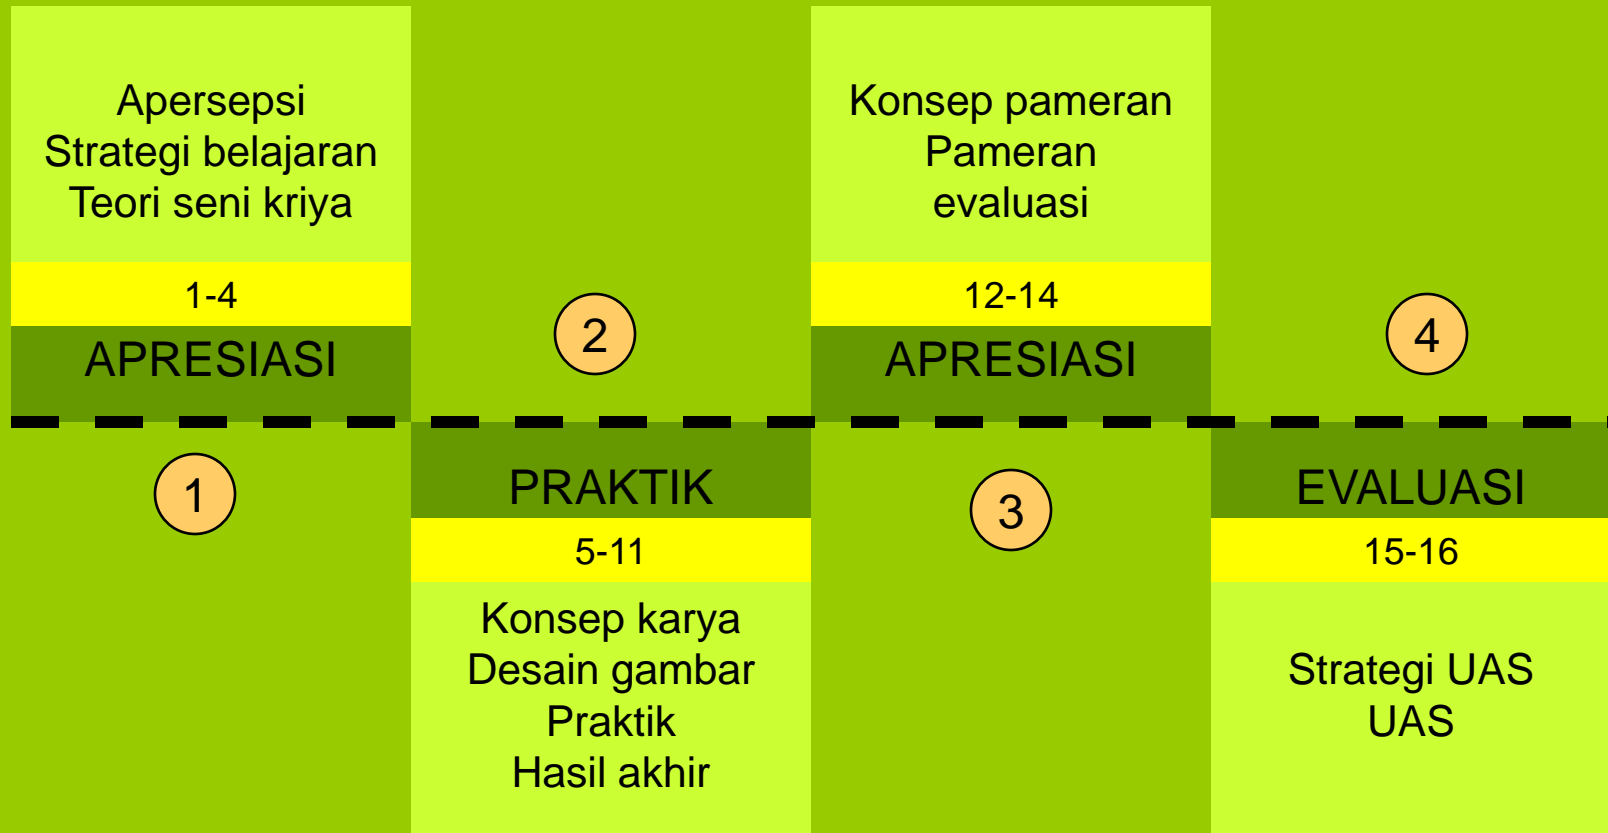 Apersepsi
Strategi belajaran
Teori seni kriya
1-4
APRESIASI
1
2
PRAKTIK
5-11
Konsep karya
Desain gambar
Praktik
Hasil akhir
Konsep pameran
Pameran
evaluasi
12-14
APRESIASI
3
4
EVALUASI
15-16
Strategi UAS
UAS